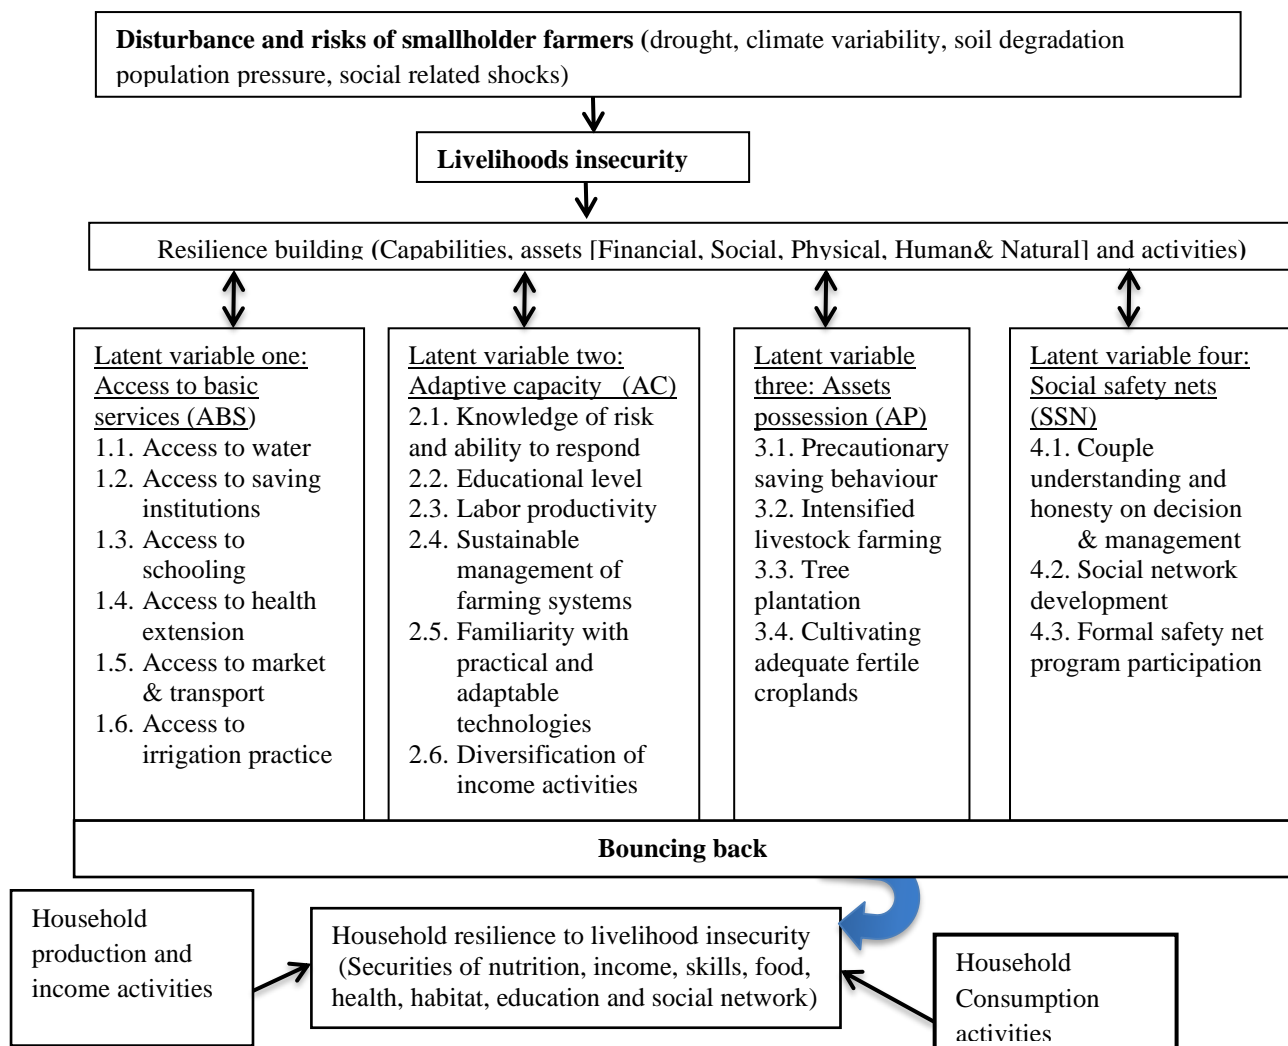 Disturbance and risks of smallholder farmers (drought, climate variability, soil degradation
population pressure, social related shocks)
Livelihoods insecurity
Resilience building (Capabilities, assets [Financial, Social, Physical, Human& Natural] and activities)
Latent variable one:
Access to basic
services (ABS)
1.1. Access to water
1.2. Access to saving
institutions
1.3. Access to
schooling
1.4. Access to health
extension
1.5. Access to market
& transport
1.6. Access to
irrigation practice
Latent variable two:
Adaptive capacity (AC)
2.1. Knowledge of risk
and ability to respond
2.2. Educational level
2.3. Labor productivity
2.4. Sustainable
management of
farming systems
2.5. Familiarity with
practical and
adaptable
technologies
2.6. Diversification of
income activities
Latent variable
three: Assets
possession (AP)
3.1. Precautionary
saving behaviour
3.2. Intensified
livestock farming
3.3. Tree
plantation
3.4. Cultivating
adequate fertile
croplands
Latent variable four:
Social safety nets
(SSN)
4.1. Couple
understanding and
honesty on decision
& management
4.2. Social network
development
4.3. Formal safety net
program participation
Bouncing back
Household
production and
income activities
Household resilience to livelihood insecurity
(Securities of nutrition, income, skills, food,
health, habitat, education and social network)
Household
Consumption
activities